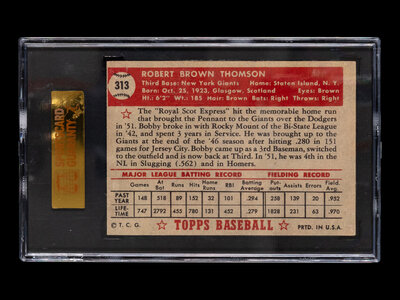 313
ROBERT BROWN THOMSON
Third Base: New York Giants Home: Staten Island, N. Y.
Born: Oct. 25, 1923, Glasgow, Scotland Eyes: Brown
Ht.: 6'2" Wt.: 185 Hair: Brown Bats: Right Throws: Right
The "Royal Scot Express" hit the memorable home run
that brought the Pennant to the Giants over the Dodgers
in '51. Bobby broke in with Rocky Mount of the Bi-State League
in '42, and spent 3 years in Service. He was brought up to the
Giants at the end of the '46 season after hitting .280 in 151
games for Jersey City. Bobby came up as a 3rd Baseman, switched
to the outfield and is now back at Third. In '51, he was 4th in the
NL in Slugging (.562) and in Homers.
MAJOR LEAGUE BATTING RECORD FIELDING RECORD
Games At Bat Runs Hits Home Runs RBI Batting Avg. Put-outs Assists Errors Field. Avg.
PAST YEAR 148 518 89 152 32 101 .294 258 139 20 .952
LIFE-TIME 747 2792 455 792 131 444 .284 1828 231 63 .970
© T. C. G. TOPPS BASEBALL PRTD. IN U.S.A.